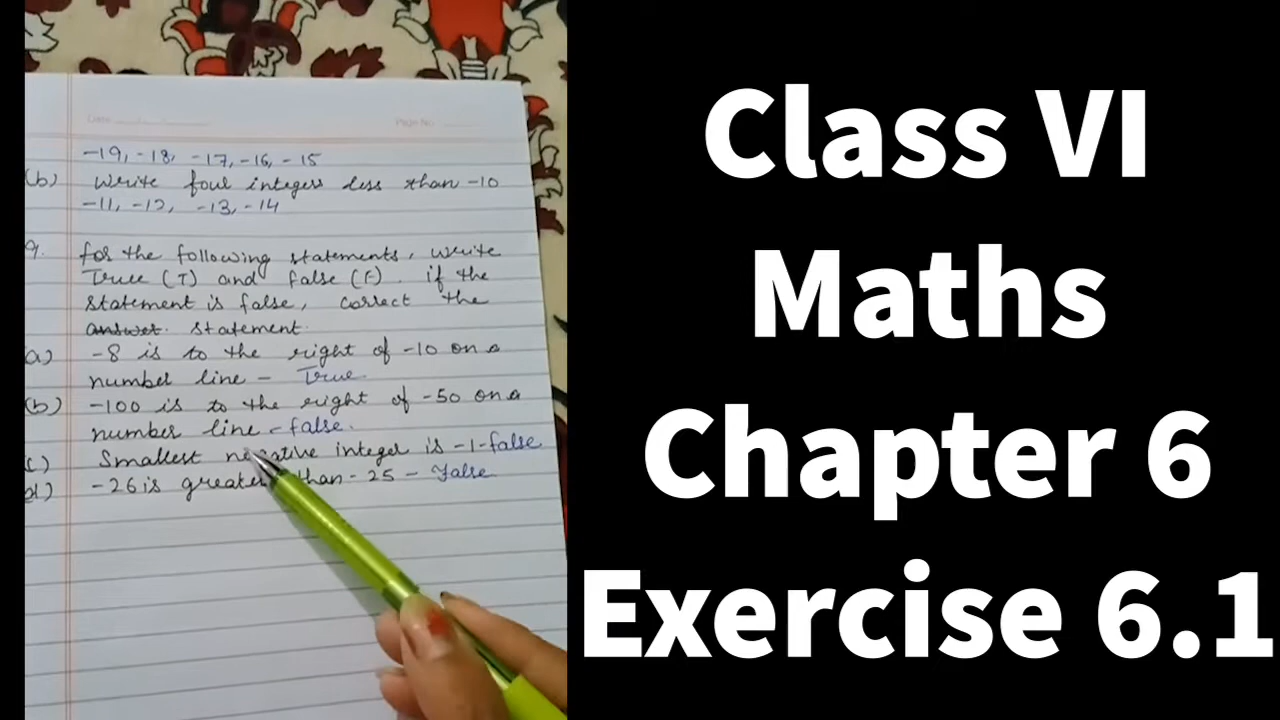 Date
Page No.
-19, -18, -17, -16, -15
(b) Write four integers less than -10
-11, -12, -13, -14
9. for the following statements, write
True (T) and false (F). if the
statement is false, correct the
answer. statement.
a) -8 is to the right of -10 on a
number line - True
(b) -100 is to the right of -50 on a
number line - false.
(c) Smallest negative integer is -1-false
d) -26 is greater than - 25 - False
Class VI
Maths
Chapter 6
Exercise 6.1